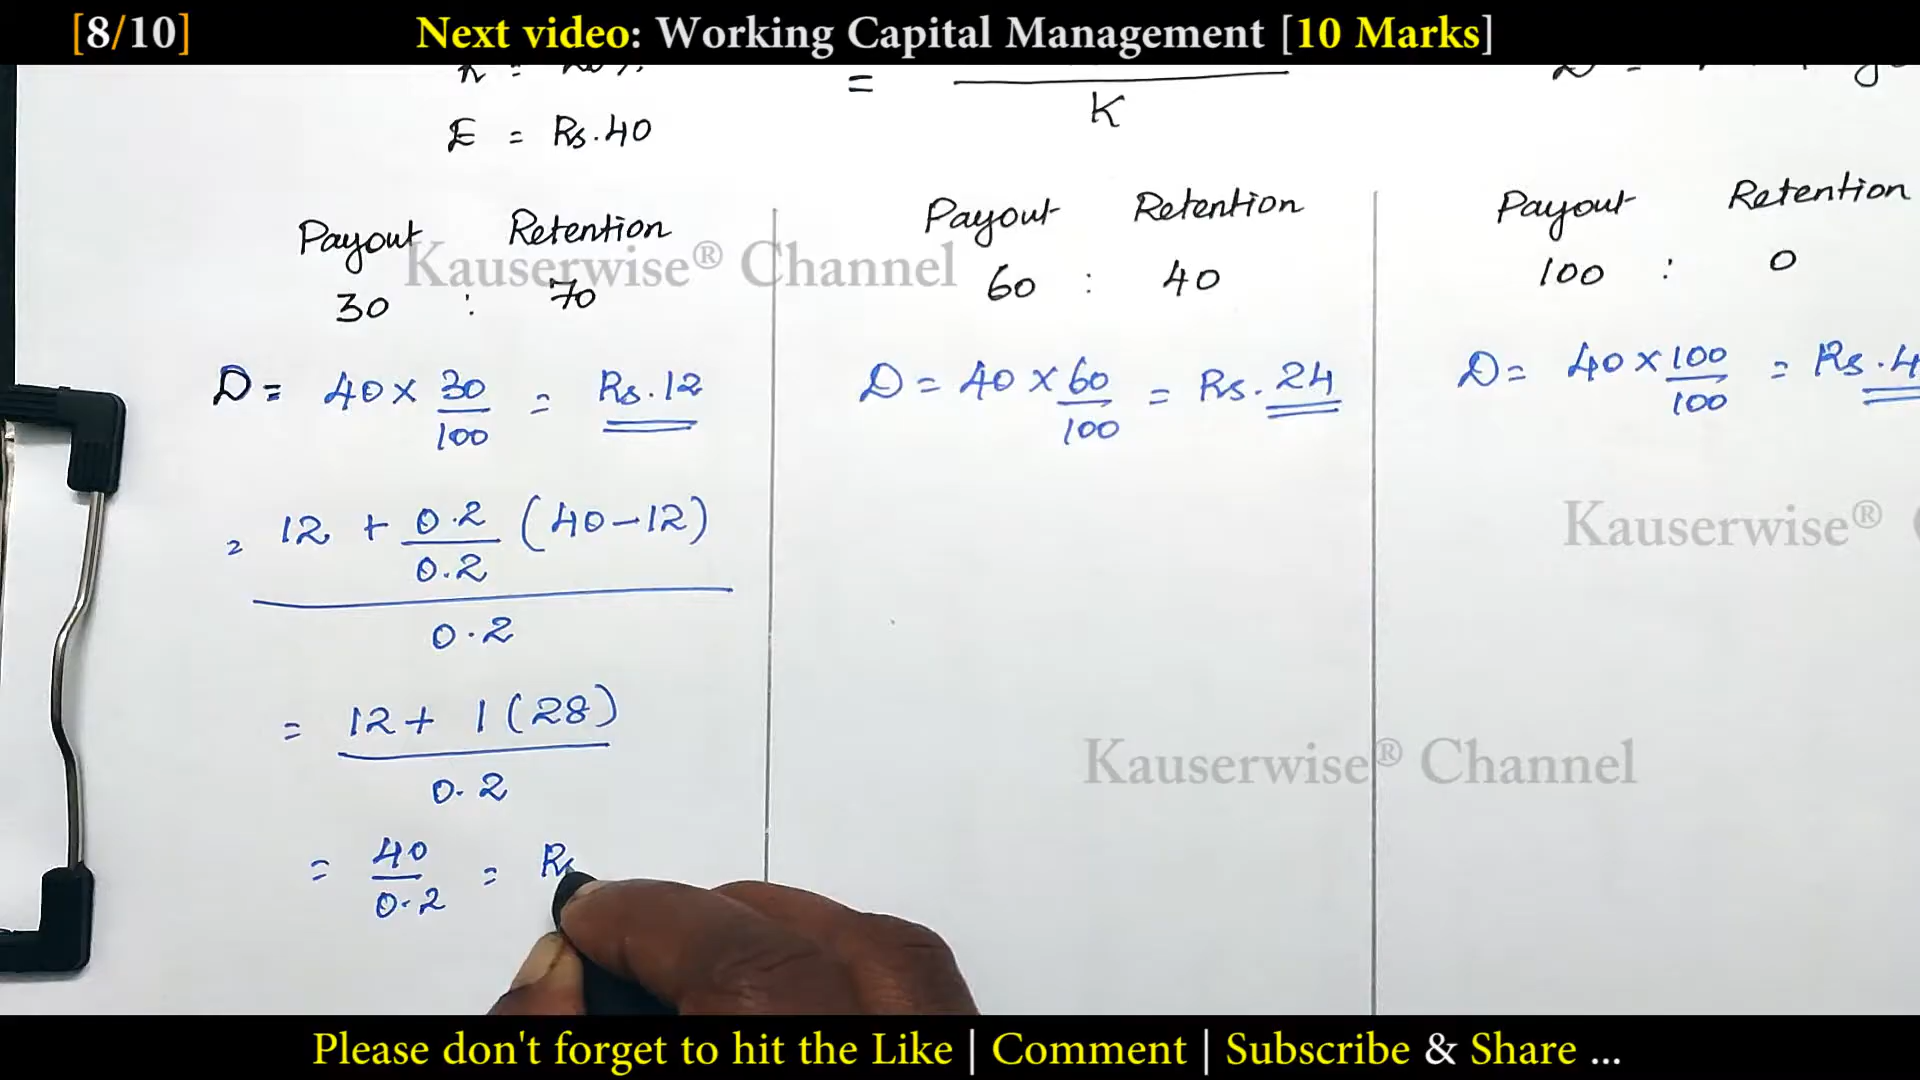 [8/10] Next video: Working Capital Management [10 Marks]
=
K
E = Rs.40
Payout Retention
30 : 70
D = 40 × 30/100 = Rs.12
= 12 + 0.2/0.2 (40-12)
0.2
= 12 + 1(28)
0.2
= 40/0.2 = Rs
Payout Retention
60 : 40
D = 40 × 60/100 = Rs. 24
Payout Retention
100 : 0
D = 40 × 100/100 = Rs.4
Kauserwise® Channel
Kauserwise®
Kauserwise® Channel
Please don't forget to hit the Like | Comment | Subscribe & Share ...